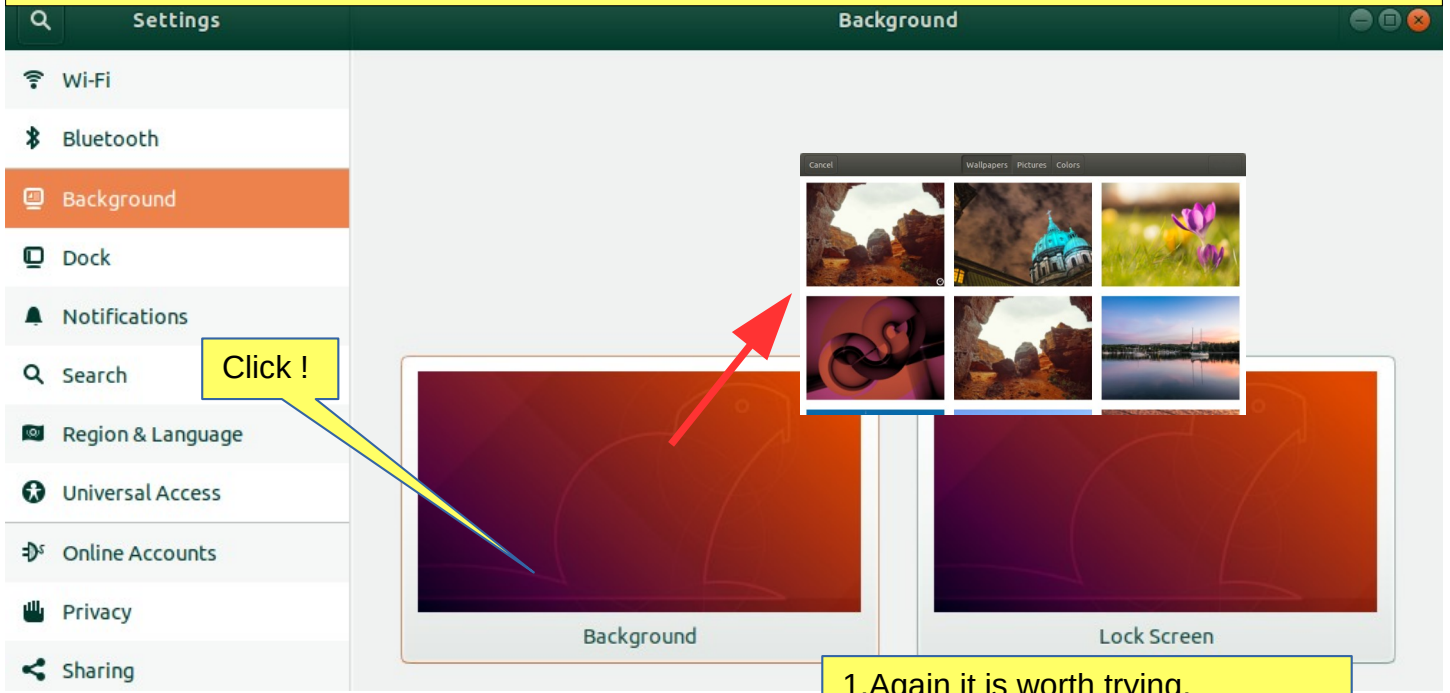 Settings
Background
Wi-Fi
Bluetooth
Background
Dock
Notifications
Search
Region & Language
Universal Access
Online Accounts
Privacy
Sharing
Click !
Cancel
Wallpapers Pictures Colors
Background
Lock Screen
1.Again it is worth trying.